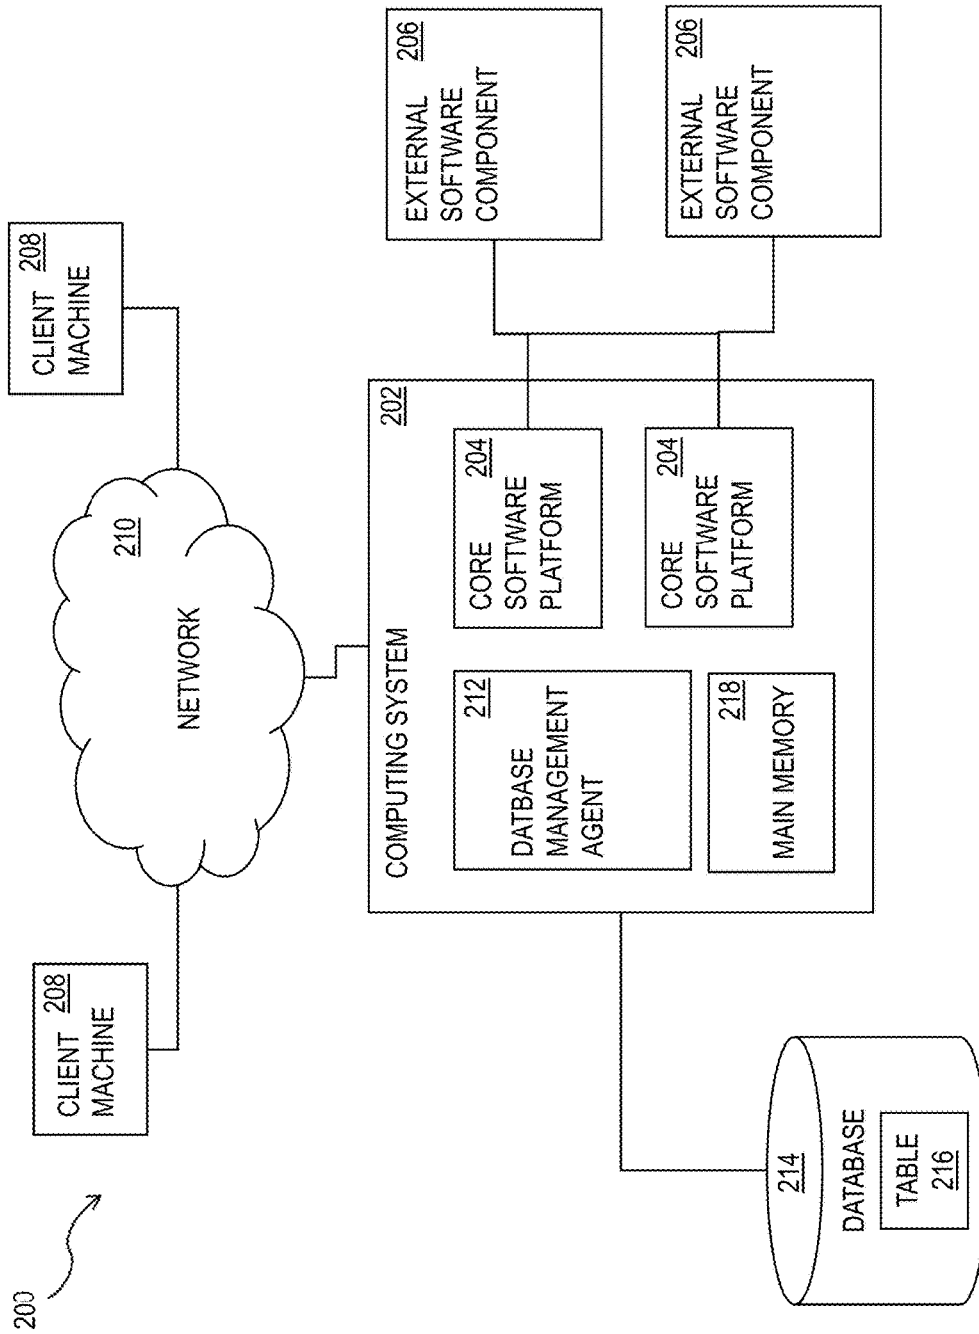 200
CLIENT 208
MACHINE
CLIENT 208
MACHINE
NETWORK
210
COMPUTING SYSTEM 202
212
DATBASE
MANAGEMENT
AGENT
CORE 204
SOFTWARE
PLATFORM
EXTERNAL 206
SOFTWARE
COMPONENT
218
MAIN MEMORY
CORE 204
SOFTWARE
PLATFORM
EXTERNAL 206
SOFTWARE
COMPONENT
214
DATABASE
TABLE
216